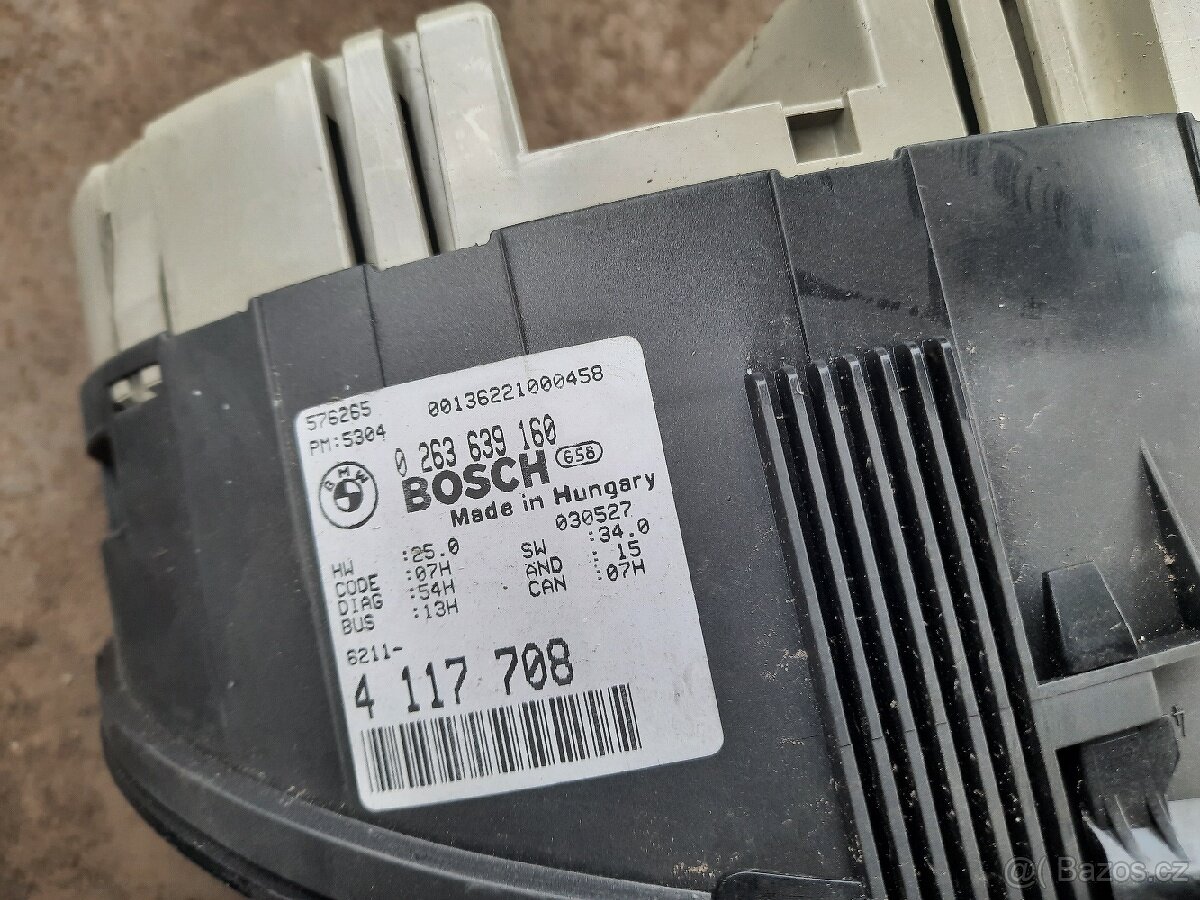 576265 00136221000458
PM:5304
0 263 639 160
BMW
BOSCH 658
Made in Hungary
030527
HW :25.0 SW :34.0
CODE :07H AND : 15
DIAG :54H CAN :07H
BUS :13H
6211-
4 117 708
@( Bazos.cz